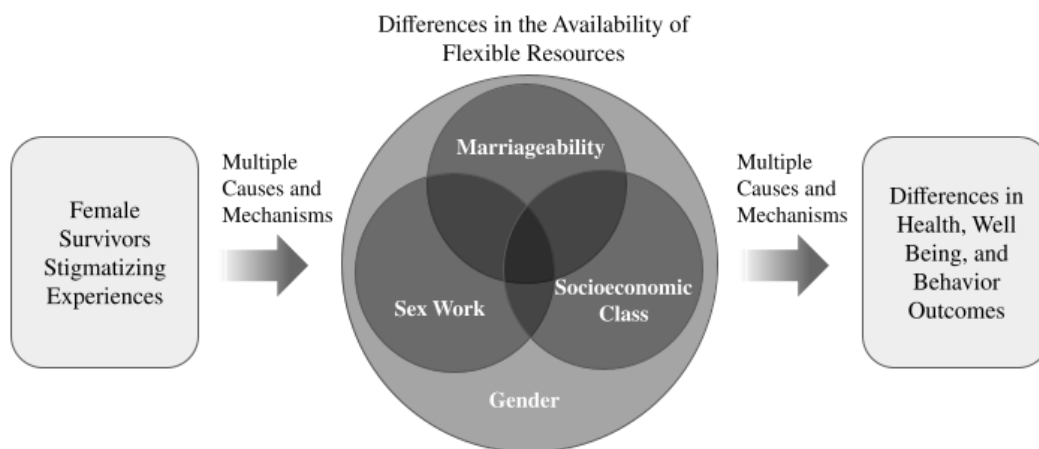 Differences in the Availability of
Flexible Resources
Female
Survivors
Stigmatizing
Experiences
Multiple
Causes and
Mechanisms
Marriageability
Sex Work
Socioeconomic
Class
Gender
Multiple
Causes and
Mechanisms
Differences in
Health, Well
Being, and
Behavior
Outcomes